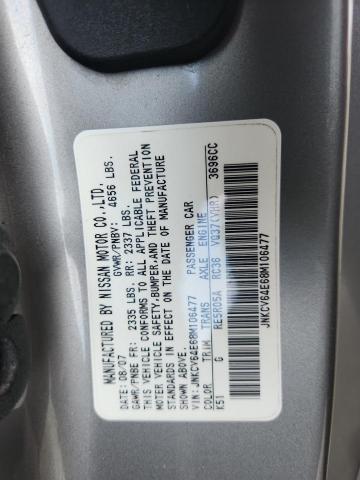 MANUFACTURED BY NISSAN MOTOR CO.,LTD.
DATE: 08/07 GVWR/PNBV: 4656 LBS.
GAWR/PNBE FR: 2335 LBS. RR: 2337 LBS.
THIS VEHICLE CONFORMS TO ALL APPLICABLE FEDERAL
MOTOR VEHICLE SAFETY,BUMPER,AND THEFT PREVENTION
STANDARDS IN EFFECT ON THE DATE OF MANUFACTURE
SHOWN ABOVE.
VIN: JNKCV64E68M106477 PASSENGER CAR
COLOR TRIM TRANS AXLE ENGINE
K51 G RE5R05A RC38 VQ37(VHR) 3696CC
JNKCV64E68M106477